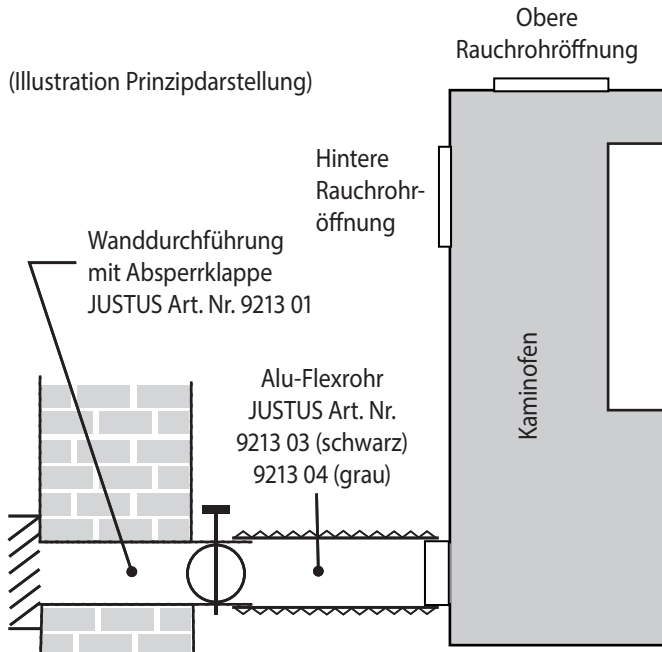 Obere
Rauchrohröffnung
(Illustration Prinzipdarstellung)
Hintere
Rauchrohr-
öffnung
Wanddurchführung
mit Absperrklappe
JUSTUS Art. Nr. 9213 01
Alu-Flexrohr
JUSTUS Art. Nr.
9213 03 (schwarz)
9213 04 (grau)
Kaminofen